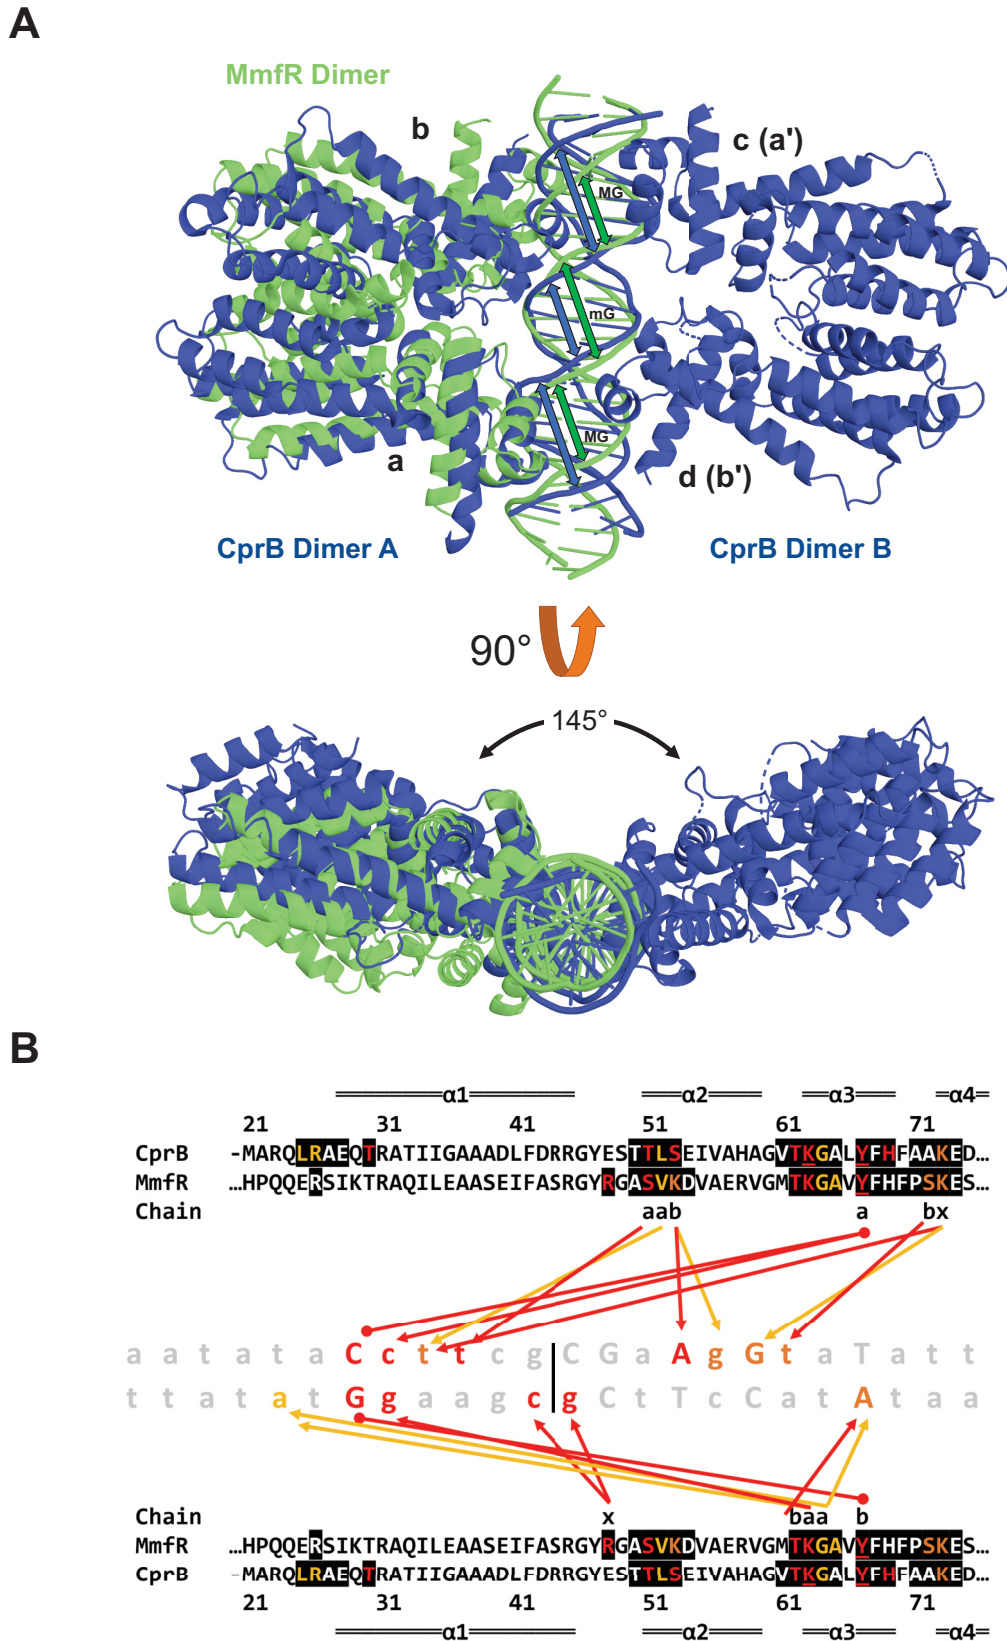 A
MmfR Dimer
b
c (a')
MG
mG
MG
a
d (b')
CprB Dimer A
CprB Dimer B
90°
145°
B
α1 α2 α3 α4
21 31 41 51 61 71
CprB -MARQLRAEQTRATIIGAAADLFDRRGYESTTLSEIVAHAGVTKGALYFHFAAKED…
MmfR …HPQQERSIKTRAQILEAASEIFASRGYRGASVKDVAERVGMTKGAVYFHFPSKES…
Chain aab a bx
a a t a t a C c t t c g C G a A g G t a T a t t
t t a t a t G g a a g c g C t T c C a t A t a a
Chain x baa b
MmfR …HPQQERSIKTRAQILEAASEIFASRGYRGASVKDVAERVGMTKGAVYFHFPSKES…
CprB -MARQLRAEQTRATIIGAAADLFDRRGYESTTLSEIVAHAGVTKGALYFHFAAKED…
21 31 41 51 61 71
α1 α2 α3 α4